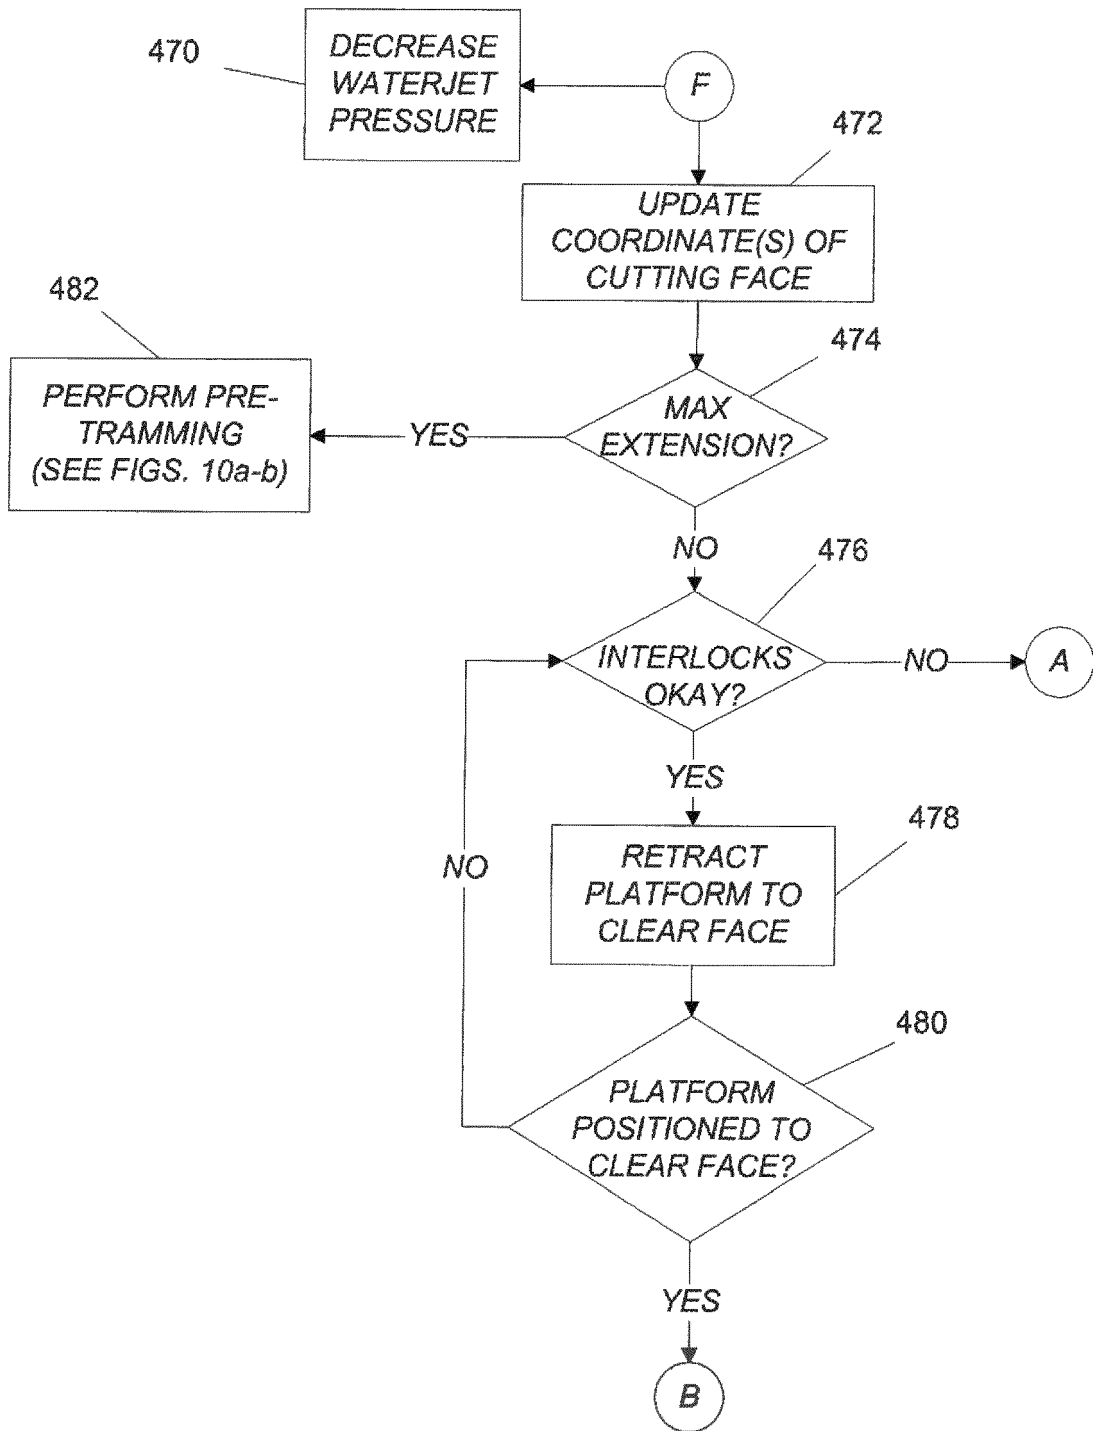 470
DECREASE
WATERJET
PRESSURE
F
472
UPDATE
COORDINATE(S) OF
CUTTING FACE
482
474
PERFORM PRE-
TRAMMING
(SEE FIGS. 10a-b)
YES
MAX
EXTENSION?
NO
476
INTERLOCKS
OKAY?
NO
A
YES
478
NO
RETRACT
PLATFORM TO
CLEAR FACE
480
PLATFORM
POSITIONED TO
CLEAR FACE?
YES
B